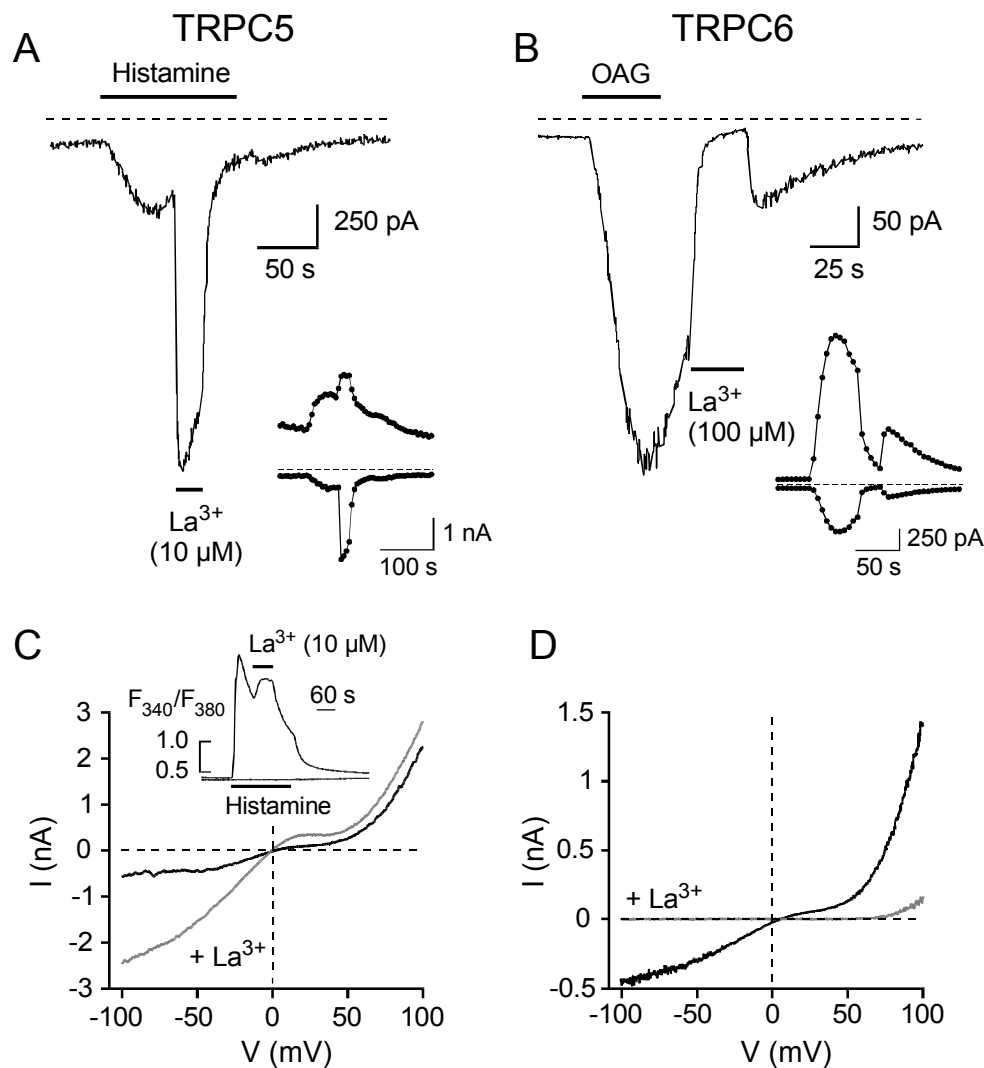 TRPC5
TRPC6
A
Histamine
250 pA
50 s
La³⁺
(10 µM)
1 nA
100 s
B
OAG
50 pA
25 s
La³⁺
(100 µM)
250 pA
50 s
C
La³⁺ (10 µM)
F₃₄₀/F₃₈₀
60 s
1.0
0.5
Histamine
3
2
1
0
-1
-2
-3
I (nA)
+ La³⁺
-100
-50
0
50
100
V (mV)
D
1.5
1.0
0.5
0
-0.5
I (nA)
+ La³⁺
-100
-50
0
50
100
V (mV)